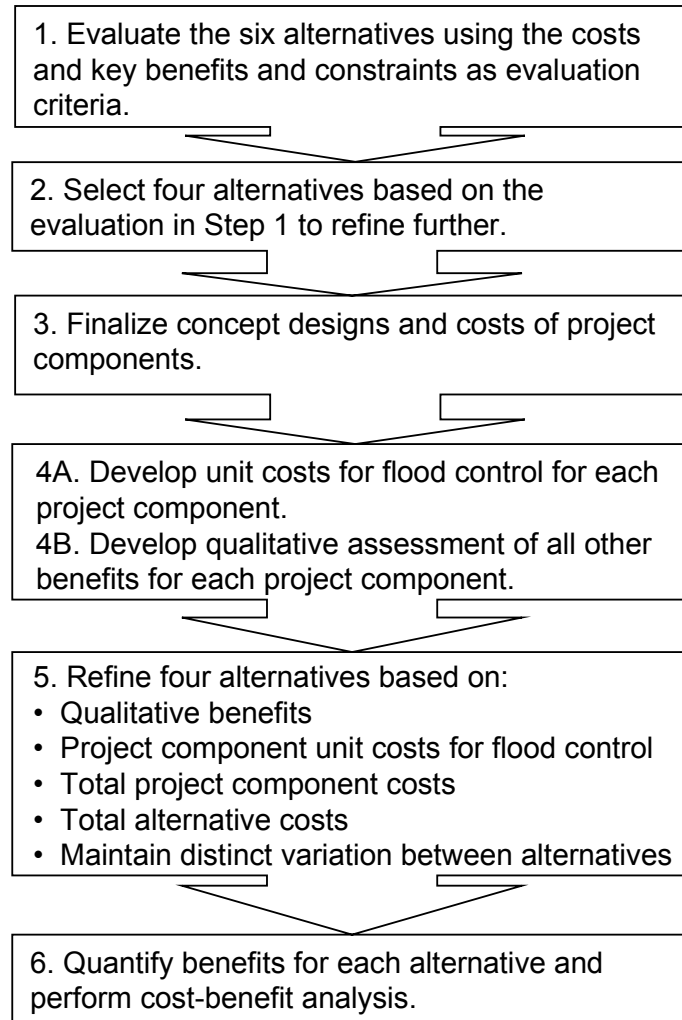 1. Evaluate the six alternatives using the costs
and key benefits and constraints as evaluation
criteria.
2. Select four alternatives based on the
evaluation in Step 1 to refine further.
3. Finalize concept designs and costs of project
components.
4A. Develop unit costs for flood control for each
project component.
4B. Develop qualitative assessment of all other
benefits for each project component.
5. Refine four alternatives based on:
• Qualitative benefits
• Project component unit costs for flood control
• Total project component costs
• Total alternative costs
• Maintain distinct variation between alternatives
6. Quantify benefits for each alternative and
perform cost-benefit analysis.